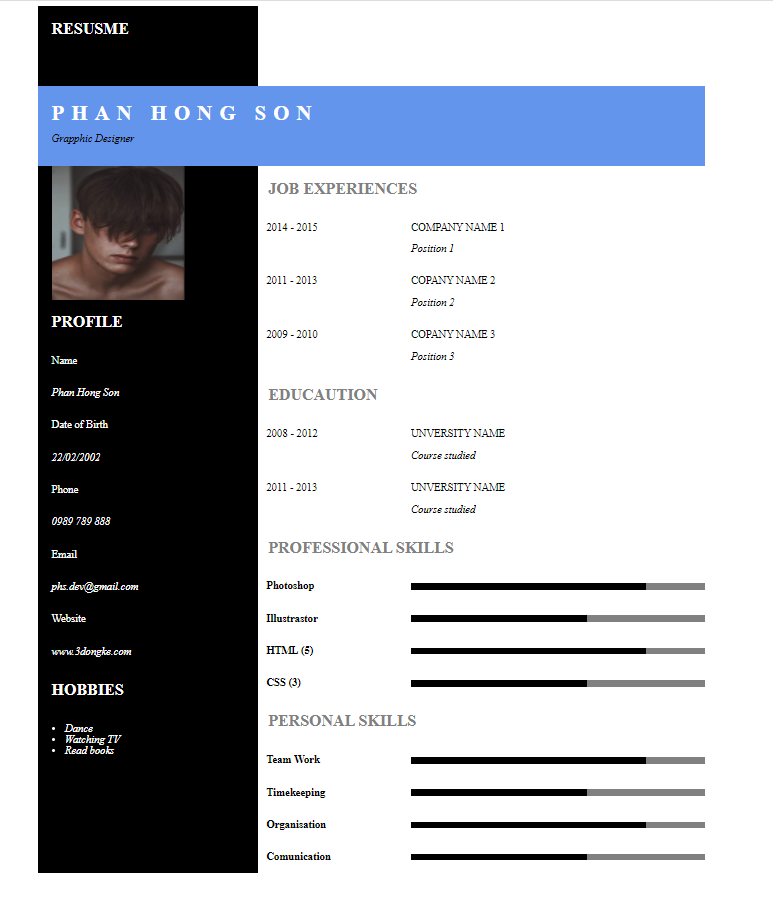 RESUSME
PHAN HONG SON
Grapphic Designer
PROFILE
Name
Phan Hong Son
Date of Birth
22/02/2002
Phone
0989 789 888
Email
phs.dev@gmail.com
Website
www.3dongke.com
HOBBIES
Dance
Watching TV
Read books
JOB EXPERIENCES
2014 - 2015 COMPANY NAME 1
Position 1
2011 - 2013 COPANY NAME 2
Position 2
2009 - 2010 COPANY NAME 3
Position 3
EDUCAUTION
2008 - 2012 UNVERSITY NAME
Course studied
2011 - 2013 UNVERSITY NAME
Course studied
PROFESSIONAL SKILLS
Photoshop
Illustrastor
HTML (5)
CSS (3)
PERSONAL SKILLS
Team Work
Timekeeping
Organisation
Comunication